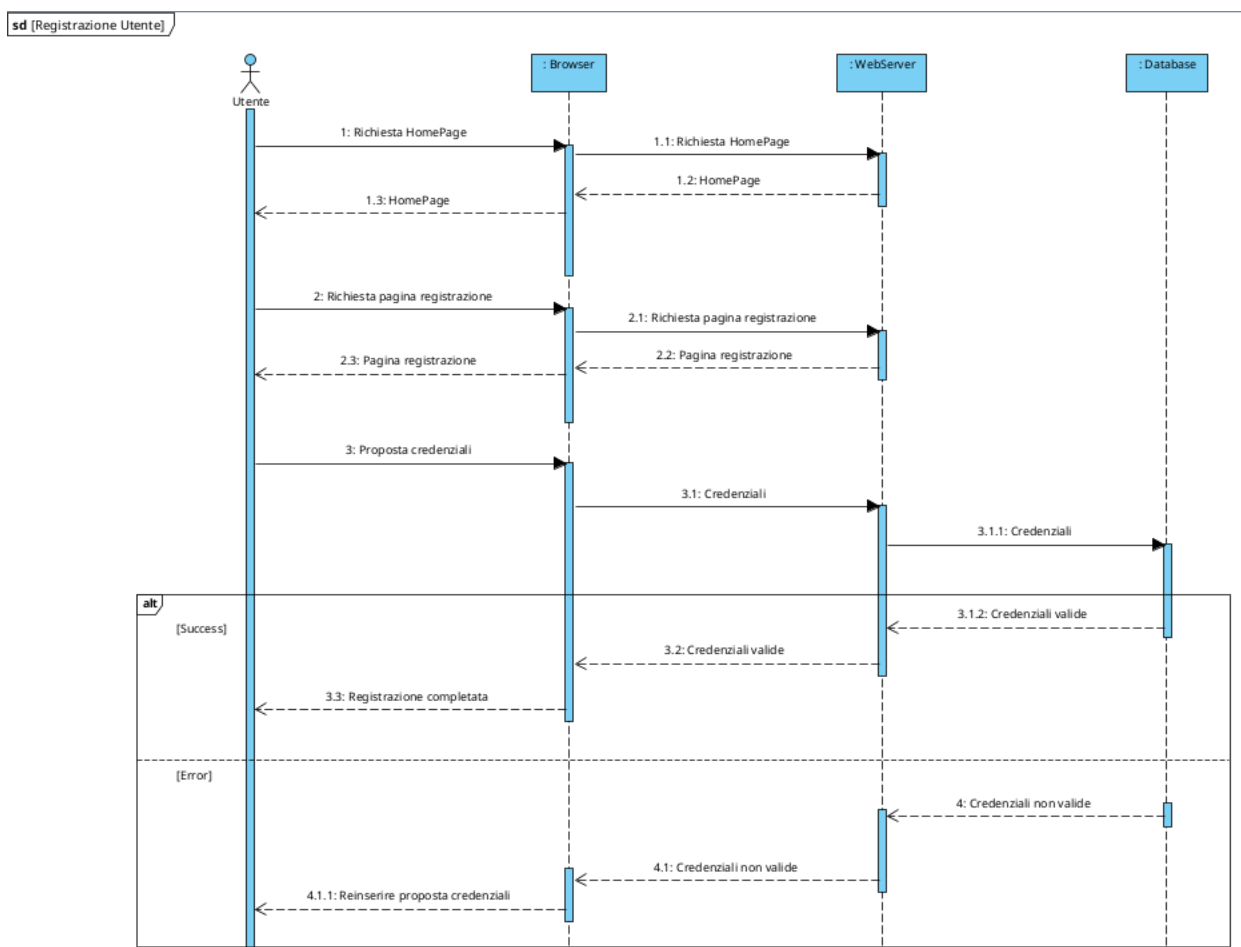 sd [Registrazione Utente]
Utente
: Browser
: WebServer
: Database
1: Richiesta HomePage
1.1: Richiesta HomePage
1.2: HomePage
1.3: HomePage
2: Richiesta pagina registrazione
2.1: Richiesta pagina registrazione
2.2: Pagina registrazione
2.3: Pagina registrazione
3: Proposta credenziali
3.1: Credenziali
3.1.1: Credenziali
alt
[Success]
3.1.2: Credenziali valide
3.2: Credenziali valide
3.3: Registrazione completata
[Error]
4: Credenziali non valide
4.1: Credenziali non valide
4.1.1: Reinserire proposta credenziali